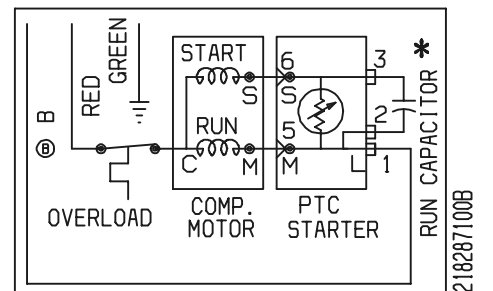 GREEN
RED
B
B
OVERLOAD
START
S
RUN
C
M
COMP.
MOTOR
6
S
5
M
L
PTC
STARTER
3
2
1
RUN CAPACITOR *
218287100B